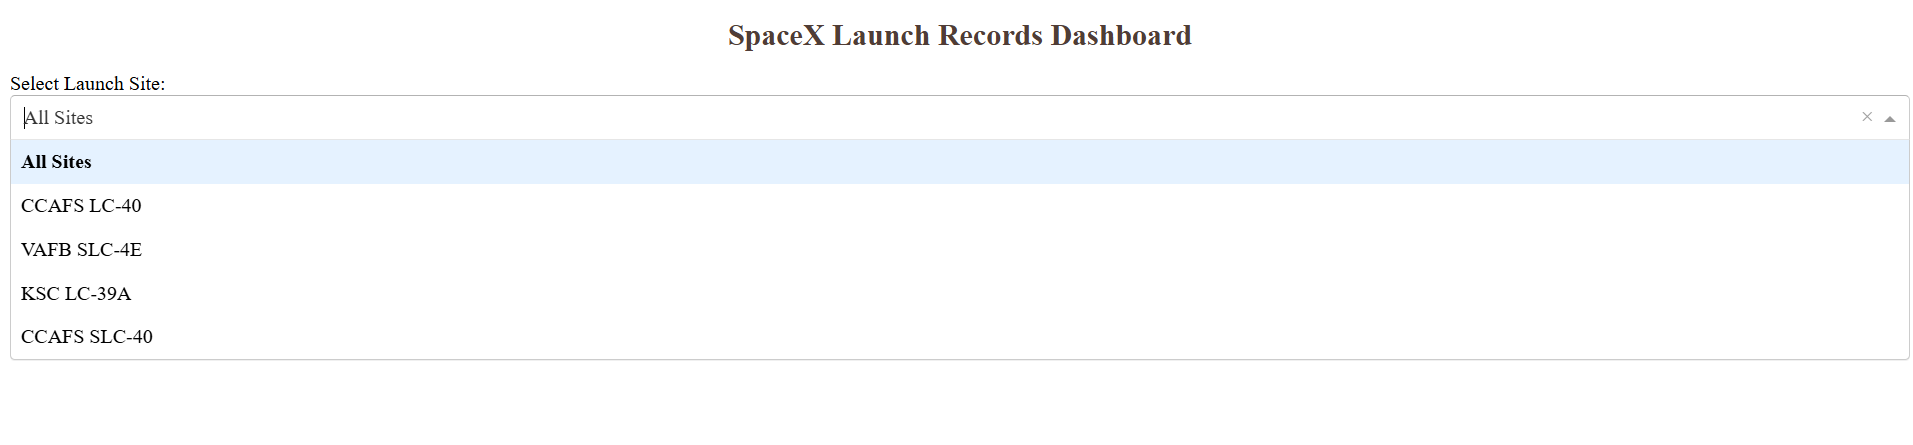 SpaceX Launch Records Dashboard
Select Launch Site:
All Sites
All Sites
CCAFS LC-40
VAFB SLC-4E
KSC LC-39A
CCAFS SLC-40